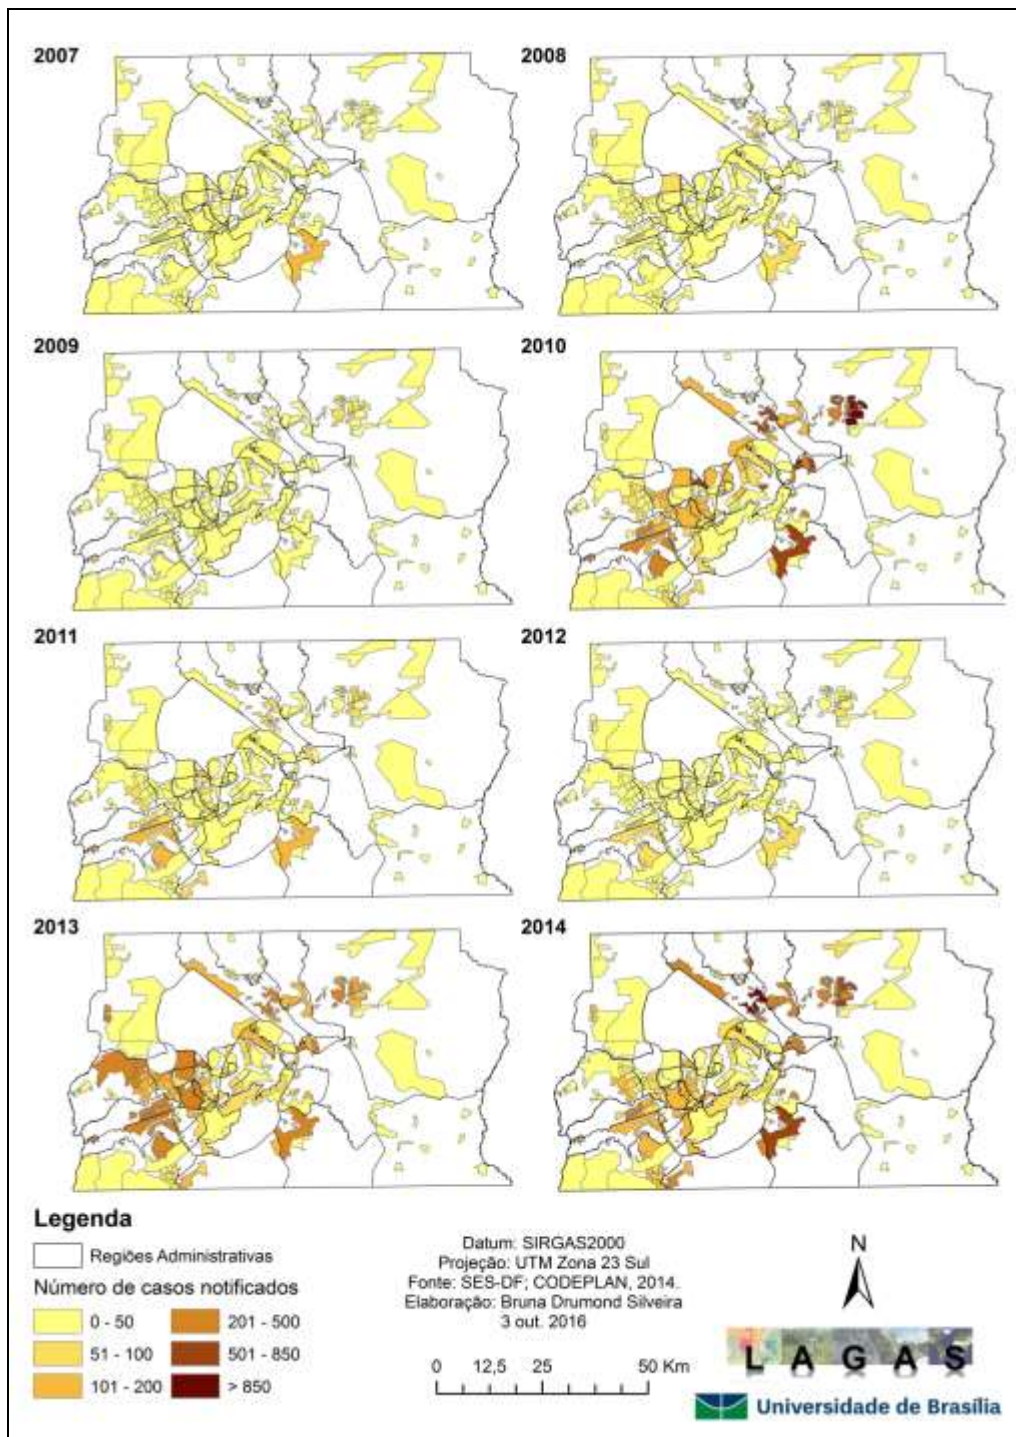 2007
2008
2009
2010
2011
2012
2013
2014
Legenda
Regiões Administrativas
Número de casos notificados
0 - 50
201 - 500
51 - 100
501 - 850
101 - 200
> 850
Datum: SIRGAS2000
Projeção: UTM Zona 23 Sul
Fonte: SES-DF; CODEPLAN, 2014.
Elaboração: Bruna Drumond Silveira
3 out. 2016
0 12,5 25 50 Km
N
L A G A S
Universidade de Brasília